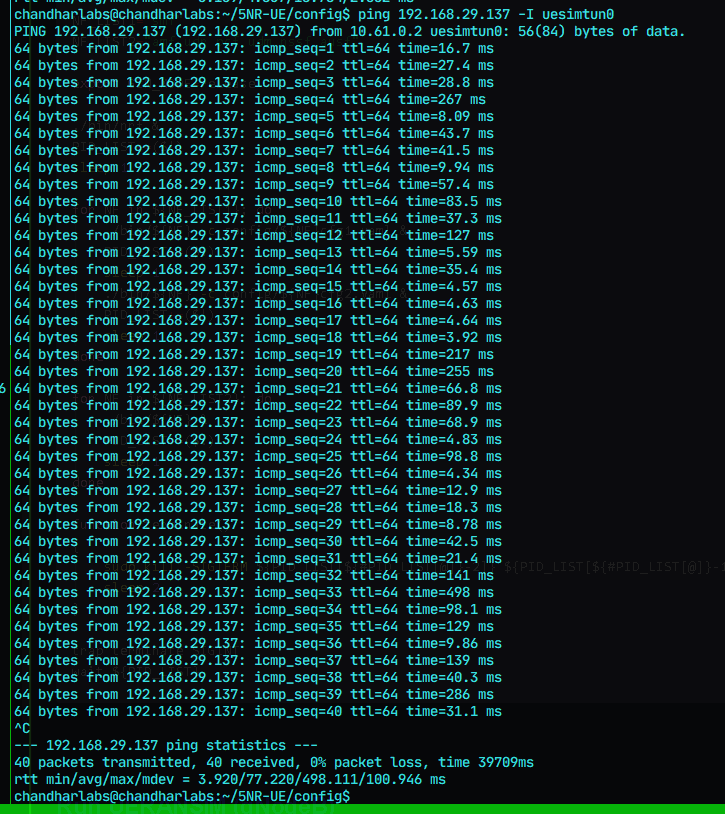 chandharlabs@chandharlabs:~/5NR-UE/config$ ping 192.168.29.137 -I uesimtun0
PING 192.168.29.137 (192.168.29.137) from 10.61.0.2 uesimtun0: 56(84) bytes of data.
64 bytes from 192.168.29.137: icmp_seq=1 ttl=64 time=16.7 ms
64 bytes from 192.168.29.137: icmp_seq=2 ttl=64 time=27.4 ms
64 bytes from 192.168.29.137: icmp_seq=3 ttl=64 time=28.8 ms
64 bytes from 192.168.29.137: icmp_seq=4 ttl=64 time=267 ms
64 bytes from 192.168.29.137: icmp_seq=5 ttl=64 time=8.09 ms
64 bytes from 192.168.29.137: icmp_seq=6 ttl=64 time=43.7 ms
64 bytes from 192.168.29.137: icmp_seq=7 ttl=64 time=41.5 ms
64 bytes from 192.168.29.137: icmp_seq=8 ttl=64 time=9.94 ms
64 bytes from 192.168.29.137: icmp_seq=9 ttl=64 time=57.4 ms
64 bytes from 192.168.29.137: icmp_seq=10 ttl=64 time=83.5 ms
64 bytes from 192.168.29.137: icmp_seq=11 ttl=64 time=37.3 ms
64 bytes from 192.168.29.137: icmp_seq=12 ttl=64 time=127 ms
64 bytes from 192.168.29.137: icmp_seq=13 ttl=64 time=5.59 ms
64 bytes from 192.168.29.137: icmp_seq=14 ttl=64 time=35.4 ms
64 bytes from 192.168.29.137: icmp_seq=15 ttl=64 time=4.57 ms
64 bytes from 192.168.29.137: icmp_seq=16 ttl=64 time=4.63 ms
64 bytes from 192.168.29.137: icmp_seq=17 ttl=64 time=4.64 ms
64 bytes from 192.168.29.137: icmp_seq=18 ttl=64 time=3.92 ms
64 bytes from 192.168.29.137: icmp_seq=19 ttl=64 time=217 ms
64 bytes from 192.168.29.137: icmp_seq=20 ttl=64 time=255 ms
6 64 bytes from 192.168.29.137: icmp_seq=21 ttl=64 time=66.8 ms
64 bytes from 192.168.29.137: icmp_seq=22 ttl=64 time=89.9 ms
64 bytes from 192.168.29.137: icmp_seq=23 ttl=64 time=68.9 ms
64 bytes from 192.168.29.137: icmp_seq=24 ttl=64 time=4.83 ms
64 bytes from 192.168.29.137: icmp_seq=25 ttl=64 time=98.8 ms
64 bytes from 192.168.29.137: icmp_seq=26 ttl=64 time=4.34 ms
64 bytes from 192.168.29.137: icmp_seq=27 ttl=64 time=12.9 ms
64 bytes from 192.168.29.137: icmp_seq=28 ttl=64 time=18.3 ms
64 bytes from 192.168.29.137: icmp_seq=29 ttl=64 time=8.78 ms
64 bytes from 192.168.29.137: icmp_seq=30 ttl=64 time=42.5 ms
64 bytes from 192.168.29.137: icmp_seq=31 ttl=64 time=21.4 ms
64 bytes from 192.168.29.137: icmp_seq=32 ttl=64 time=141 ms
64 bytes from 192.168.29.137: icmp_seq=33 ttl=64 time=498 ms
64 bytes from 192.168.29.137: icmp_seq=34 ttl=64 time=98.1 ms
64 bytes from 192.168.29.137: icmp_seq=35 ttl=64 time=129 ms
64 bytes from 192.168.29.137: icmp_seq=36 ttl=64 time=9.86 ms
64 bytes from 192.168.29.137: icmp_seq=37 ttl=64 time=139 ms
64 bytes from 192.168.29.137: icmp_seq=38 ttl=64 time=40.3 ms
64 bytes from 192.168.29.137: icmp_seq=39 ttl=64 time=286 ms
64 bytes from 192.168.29.137: icmp_seq=40 ttl=64 time=31.1 ms
^C
--- 192.168.29.137 ping statistics ---
40 packets transmitted, 40 received, 0% packet loss, time 39709ms
rtt min/avg/max/mdev = 3.920/77.220/498.111/100.946 ms
chandharlabs@chandharlabs:~/5NR-UE/config$